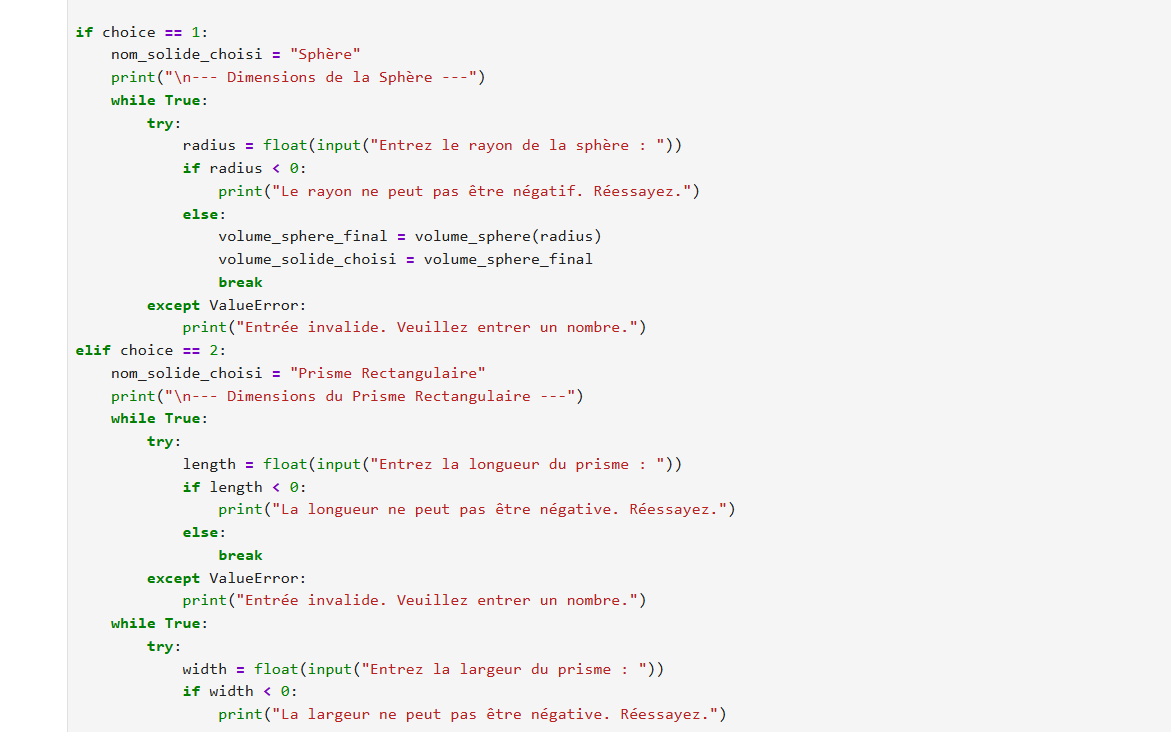 if choice == 1:
    nom_solide_choisi = "Sphère"
    print("\n--- Dimensions de la Sphère ---")
    while True:
        try:
            radius = float(input("Entrez le rayon de la sphère : "))
            if radius < 0:
                print("Le rayon ne peut pas être négatif. Réessayez.")
            else:
                volume_sphere_final = volume_sphere(radius)
                volume_solide_choisi = volume_sphere_final
                break
        except ValueError:
            print("Entrée invalide. Veuillez entrer un nombre.")
elif choice == 2:
    nom_solide_choisi = "Prisme Rectangulaire"
    print("\n--- Dimensions du Prisme Rectangulaire ---")
    while True:
        try:
            length = float(input("Entrez la longueur du prisme : "))
            if length < 0:
                print("La longueur ne peut pas être négative. Réessayez.")
            else:
                break
        except ValueError:
            print("Entrée invalide. Veuillez entrer un nombre.")
    while True:
        try:
            width = float(input("Entrez la largeur du prisme : "))
            if width < 0:
                print("La largeur ne peut pas être négative. Réessayez.")